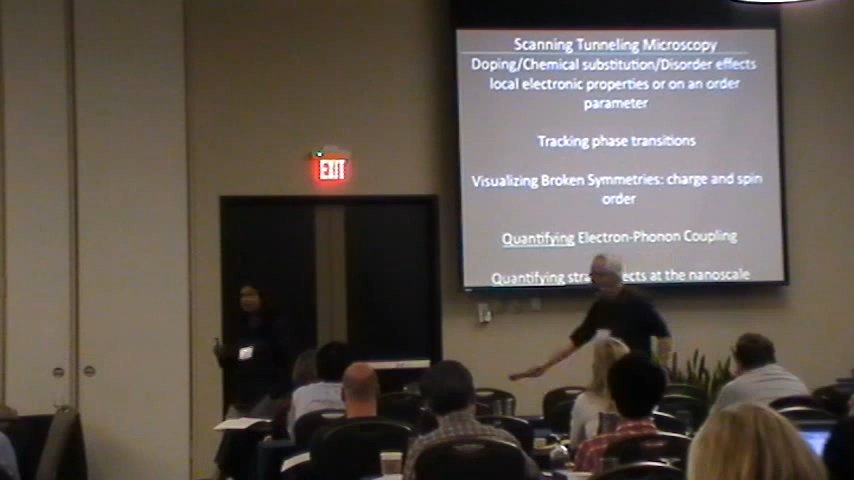 Scanning Tunneling Microscopy
Doping/Chemical substitution/Disorder effects
local electronic properties or on an order
parameter
Tracking phase transitions
Visualizing Broken Symmetries: charge and spin
order
Quantifying Electron-Phonon Coupling
Quantifying at the nanoscale
EXIT